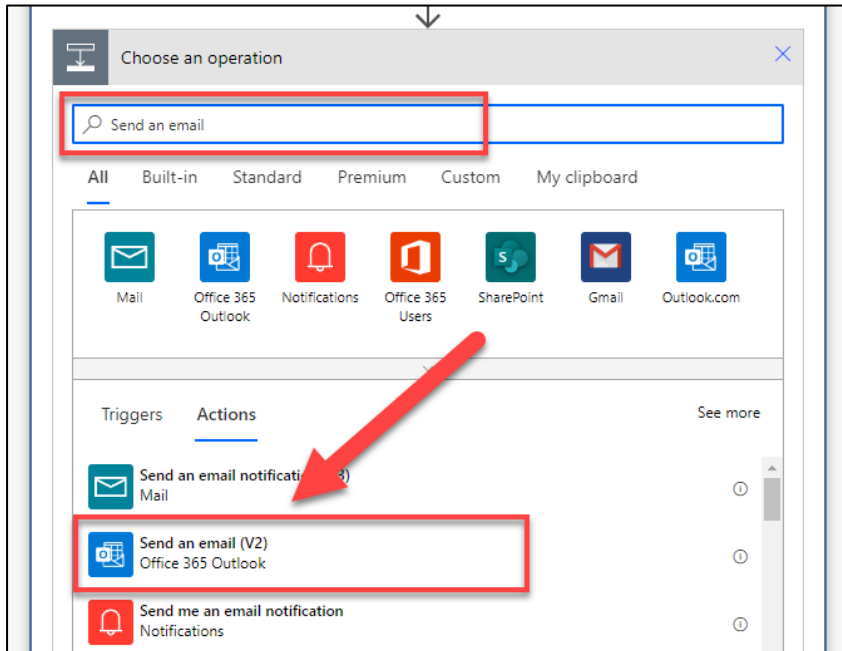 Choose an operation
Send an email
All Built-in Standard Premium Custom My clipboard
Mail
Office 365 Outlook
Notifications
Office 365 Users
SharePoint
Gmail
Outlook.com
Triggers Actions See more
Send an email notification 3)
Mail
Send an email (V2)
Office 365 Outlook
Send me an email notification
Notifications